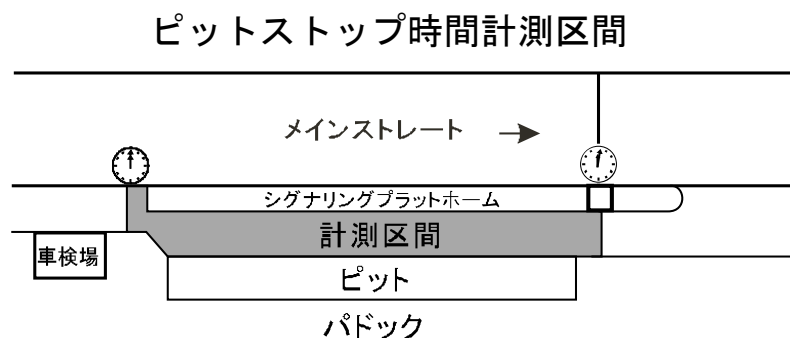 ピットストップ時間計測区間
メインストレート
シグナリングプラットホーム
計測区間
車検場
ピット
パドック